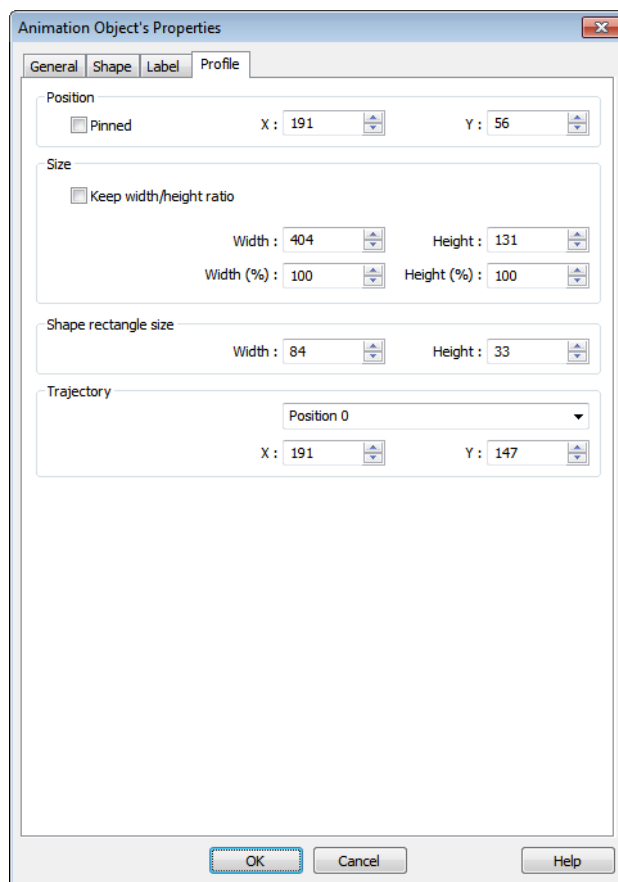 Animation Object's Properties
General Shape Label Profile
Position
Pinned X : 191 Y : 56
Size
Keep width/height ratio
Width : 404 Height : 131
Width (%) : 100 Height (%) : 100
Shape rectangle size
Width : 84 Height : 33
Trajectory
Position 0
X : 191 Y : 147
OK Cancel Help